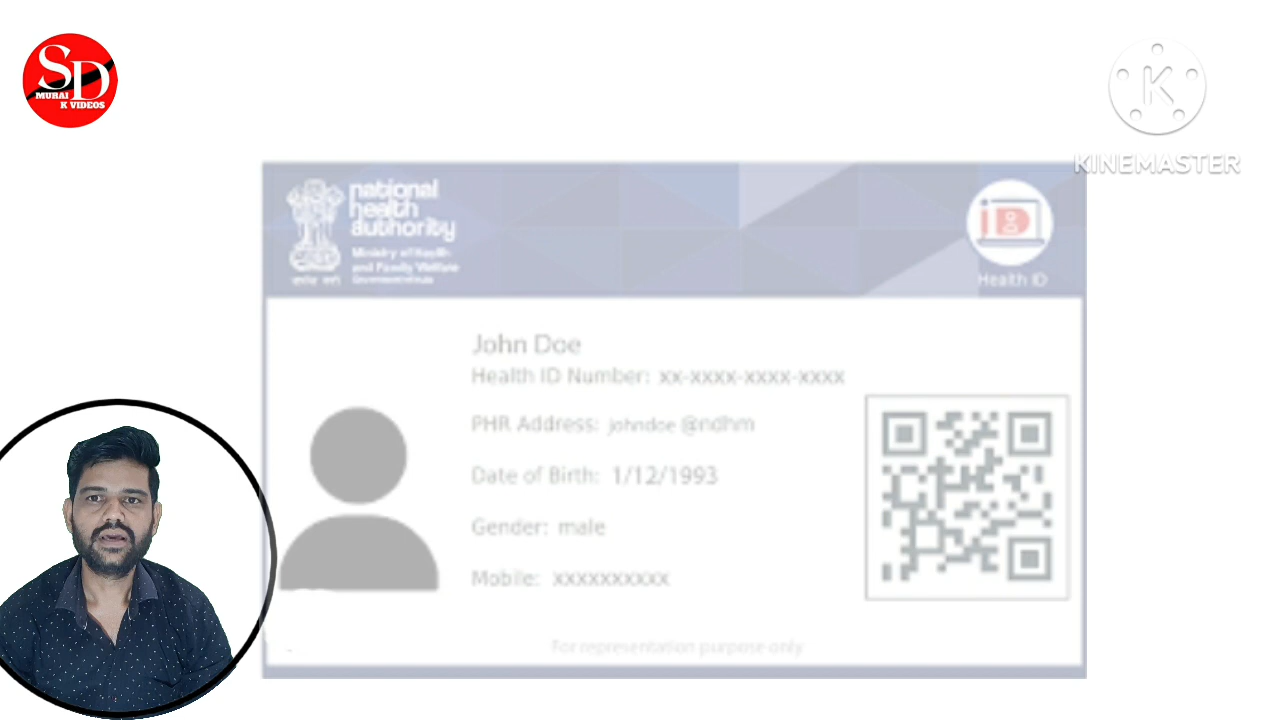 SD
MURAI
K VIDEOS
KINEMASTER
national
health
authority
Ministry of Health
and Family Welfare
Health ID
John Doe
Health ID Number: xx-xxxx-xxxx-xxxx
PHR Address: johndoe @ndhm
Date of Birth: 1/12/1993
Gender: male
Mobile: xxxxxxxxxx
For representation purpose only